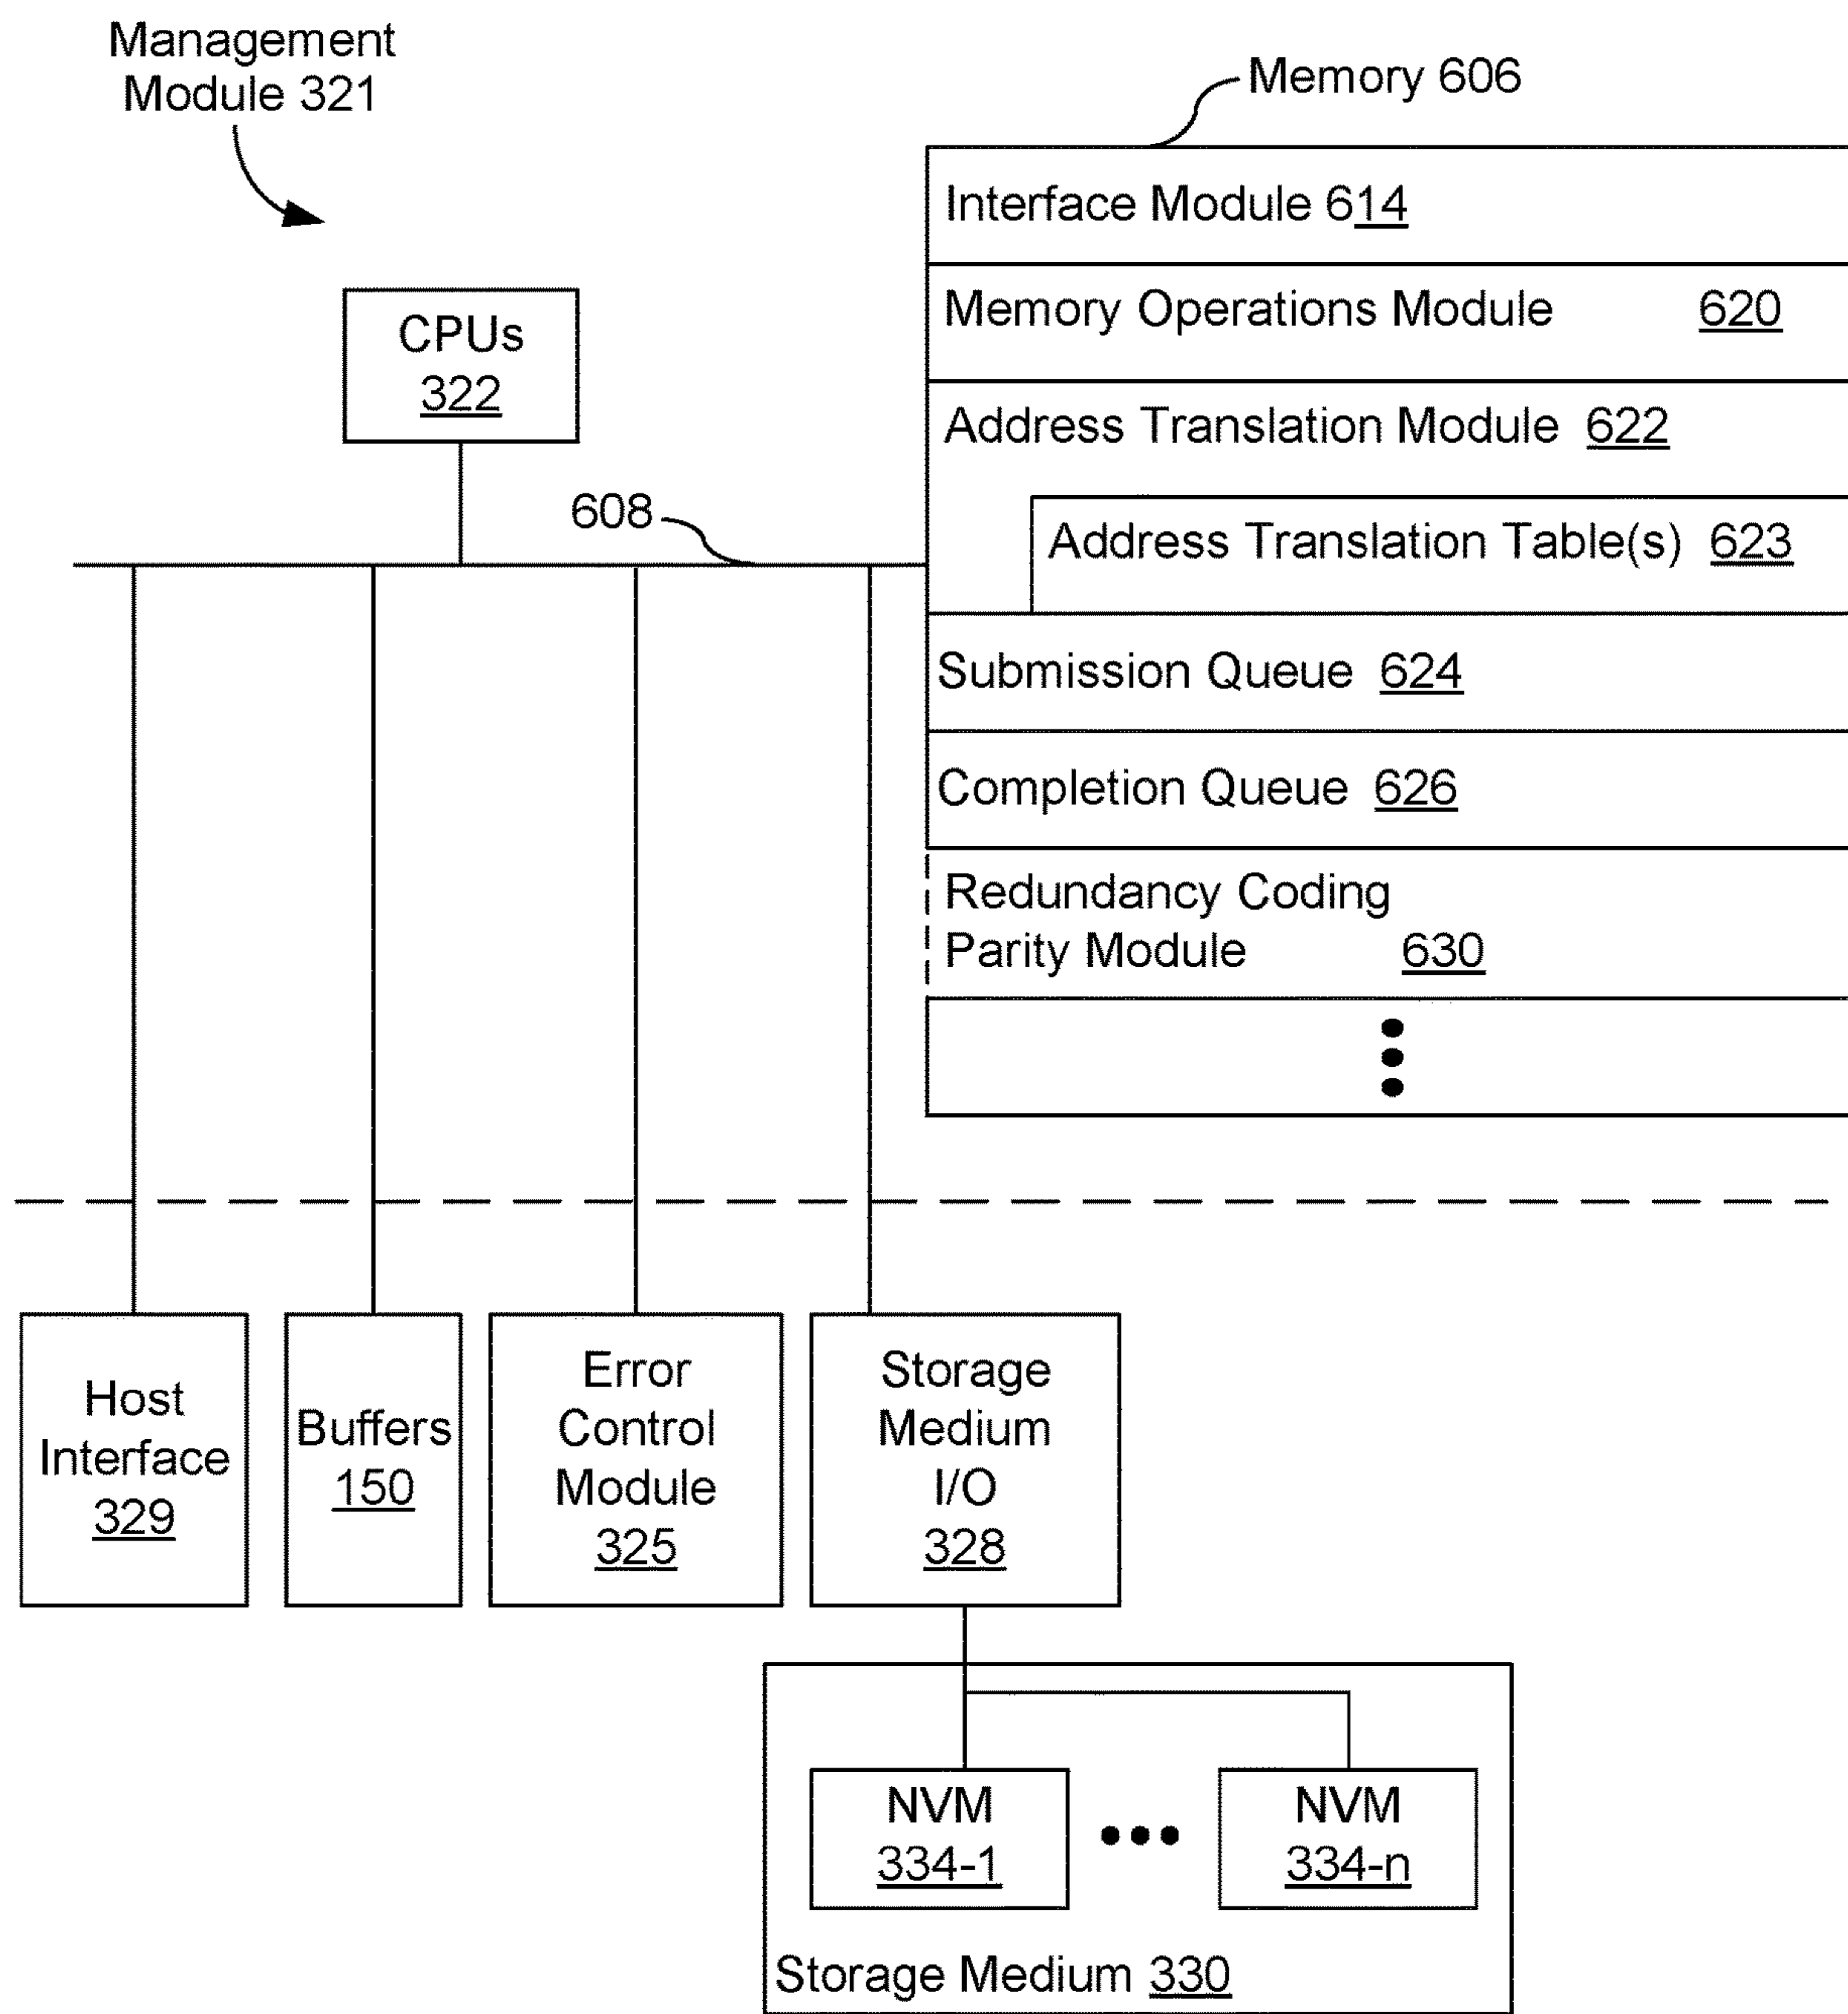 Management
Module 321
Memory 606
Interface Module 614
Memory Operations Module 620
CPUs
322
Address Translation Module 622
608
Address Translation Table(s) 623
Submission Queue 624
Completion Queue 626
Redundancy Coding
Parity Module 630
Host
Interface
329
Buffers
150
Error
Control
Module
325
Storage
Medium
I/O
328
NVM
334-1
NVM
334-n
Storage Medium 330